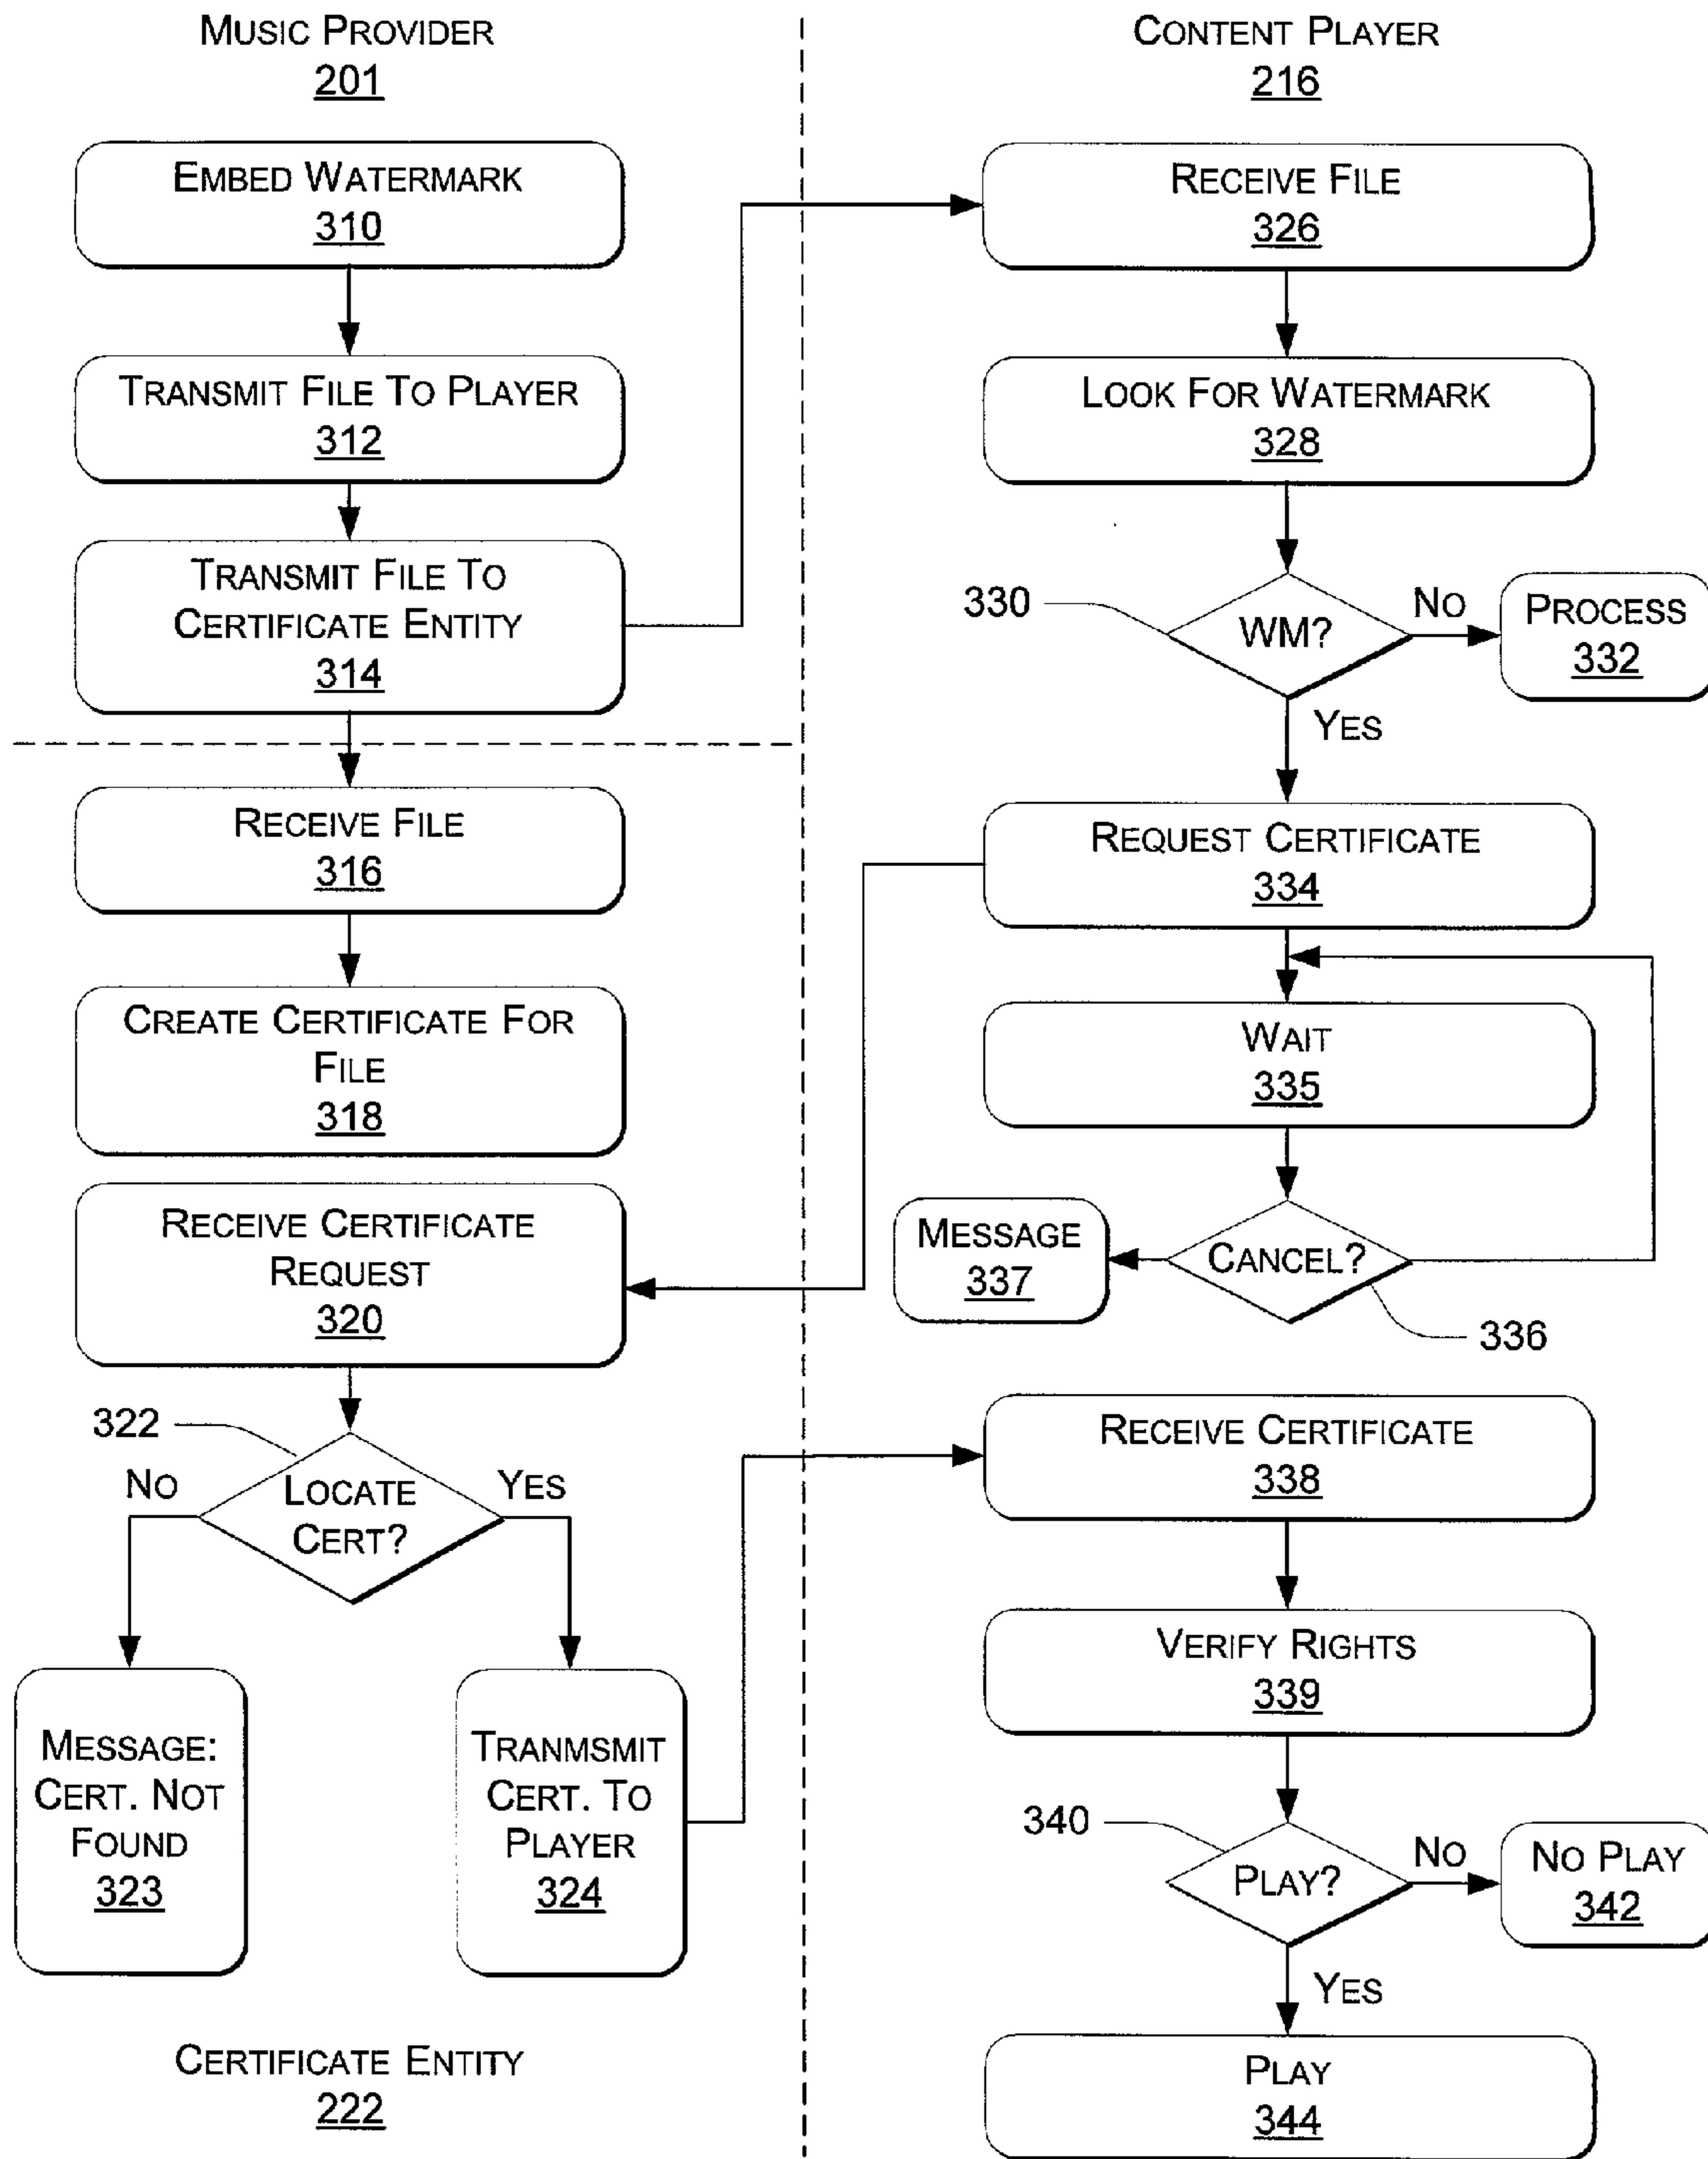 MUSIC PROVIDER
201
EMBED WATERMARK
310
TRANSMIT FILE TO PLAYER
312
TRANSMIT FILE TO
CERTIFICATE ENTITY
314
RECEIVE FILE
316
CREATE CERTIFICATE FOR
FILE
318
RECEIVE CERTIFICATE
REQUEST
320
322
NO
YES
LOCATE
CERT?
MESSAGE:
CERT. NOT
FOUND
323
TRANMSMIT
CERT. TO
PLAYER
324
CERTIFICATE ENTITY
222
CONTENT PLAYER
216
RECEIVE FILE
326
LOOK FOR WATERMARK
328
330
WM?
NO
PROCESS
332
YES
REQUEST CERTIFICATE
334
WAIT
335
MESSAGE
337
CANCEL?
336
RECEIVE CERTIFICATE
338
VERIFY RIGHTS
339
340
PLAY?
NO
NO PLAY
342
YES
PLAY
344